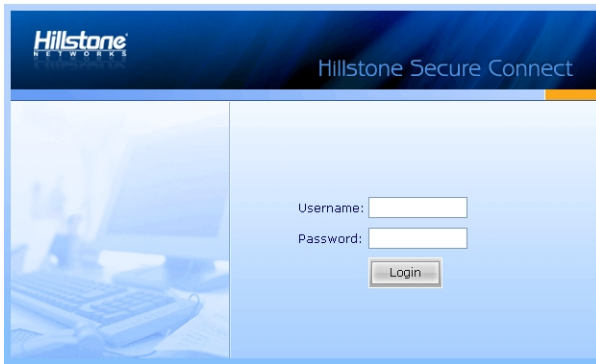 Hillstone
NETWORKS
Hillstone Secure Connect
Username:
Password:
Login